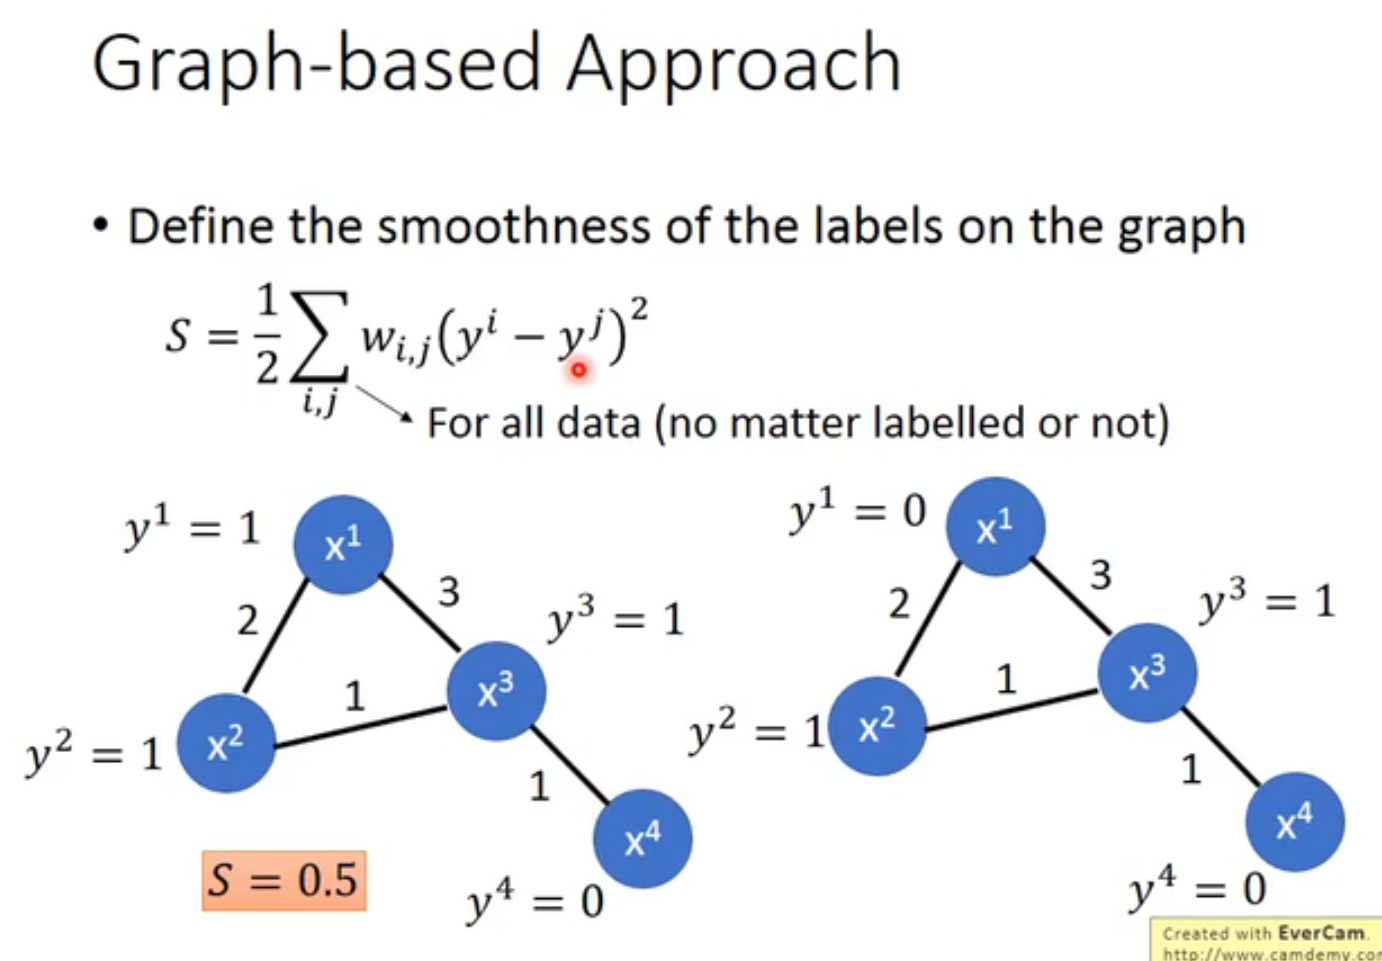 Graph-based Approach
• Define the smoothness of the labels on the graph
S = 1/2 ∑_{i,j} w_{i,j}(y^i − y^j)^2
For all data (no matter labelled or not)
y^1 = 1
x^1
2
3
y^3 = 1
x^3
1
y^2 = 1
x^2
1
x^4
S = 0.5
y^4 = 0
y^1 = 0
x^1
2
3
y^3 = 1
x^3
1
y^2 = 1
x^2
1
x^4
y^4 = 0
Created with EverCam.
http://www.camdemy.co